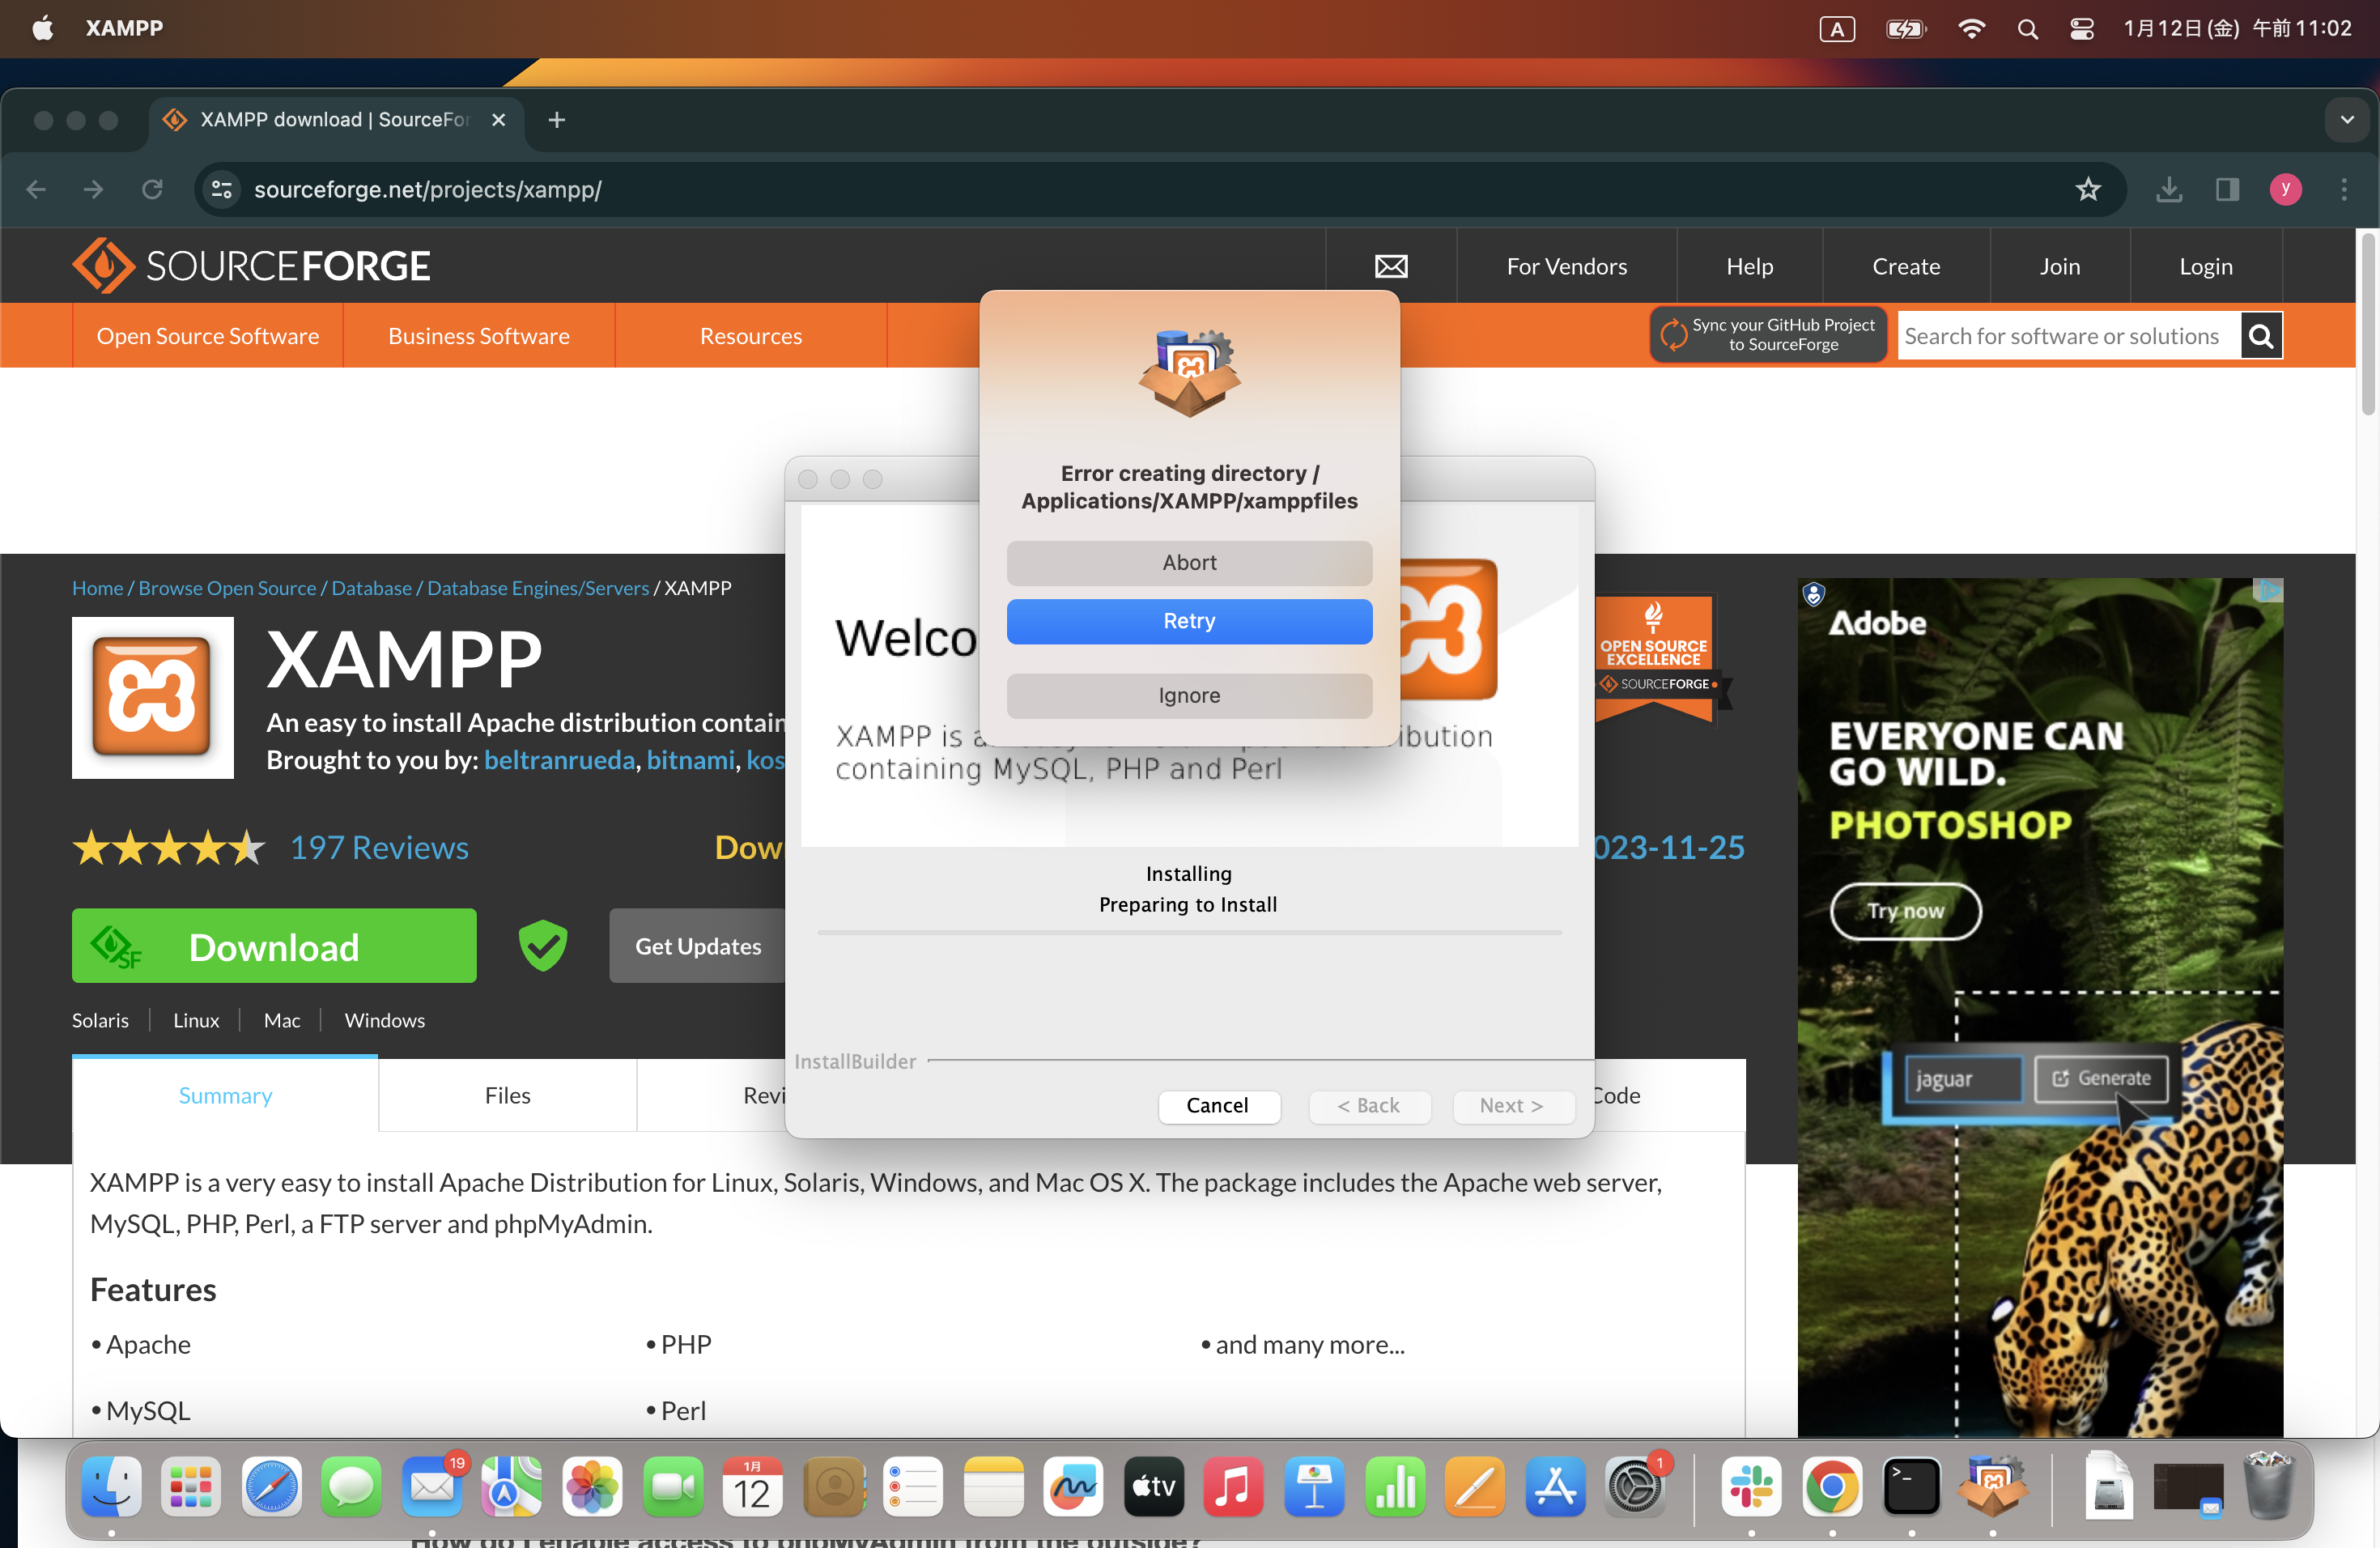 XAMPP
A
1月12日(金) 午前11:02
XAMPP download | SourceFor
sourceforge.net/projects/xampp/
y
SOURCEFORGE
For Vendors
Help
Create
Join
Login
Open Source Software
Business Software
Resources
Sync your GitHub Project
to SourceForge
Search for software or solutions
Error creating directory /
Applications/XAMPP/xamppfiles
Abort
Retry
Ignore
Home / Browse Open Source / Database / Database Engines/Servers / XAMPP
XAMPP
An easy to install Apache distribution contain
Brought to you by: beltranrueda, bitnami, kos
197 Reviews
Down
023-11-25
SF
Download
Get Updates
Solaris
Linux
Mac
Windows
Welco
XAMPP is a
ibution
containing MySQL, PHP and Perl
Installing
Preparing to Install
InstallBuilder
Cancel
< Back
Next >
OPEN SOURCE
EXCELLENCE
SOURCEFORGE
Adobe
EVERYONE CAN
GO WILD.
PHOTOSHOP
Try now
jaguar
Generate
Summary
Files
Revi
Code
XAMPP is a very easy to install Apache Distribution for Linux, Solaris, Windows, and Mac OS X. The package includes the Apache web server,
MySQL, PHP, Perl, a FTP server and phpMyAdmin.
Features
• Apache
• PHP
• and many more...
• MySQL
• Perl
19
1月
12
tv
1
>_
How do I enable access to phpMyAdmin from the outside?